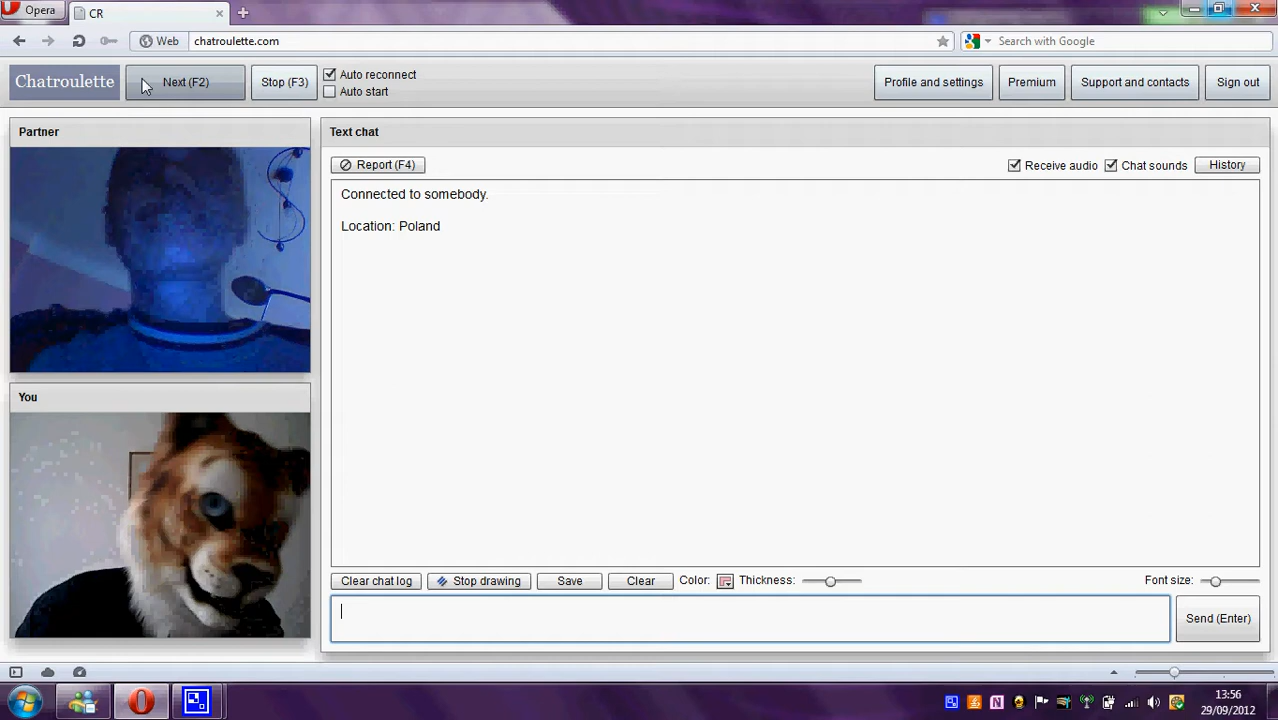 Opera
CR
Web
chatroulette.com
Search with Google
Chatroulette
Next (F2)
Stop (F3)
Auto reconnect
Auto start
Profile and settings
Premium
Support and contacts
Sign out
Partner
Text chat
Report (F4)
Receive audio
Chat sounds
History
Connected to somebody.
Location: Poland
You
Clear chat log
Stop drawing
Save
Clear
Color:
Thickness:
Font size:
Send (Enter)
13:56
29/09/2012